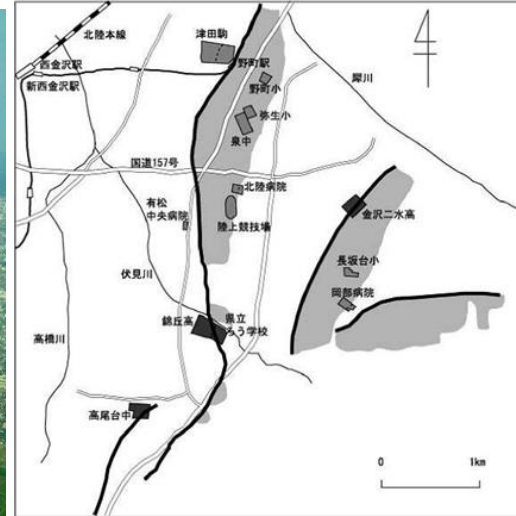 北陸本線
津田駒
西金沢駅
新西金沢駅
野町駅
野町小
犀川
弥生小
泉中
国道157号
北陸病院
有松
中央病院
陸上競技場
金沢二水高
長坂台小
伏見川
岡部病院
錦丘高
県立
ろう学校
高橋川
高尾台中
0
1km